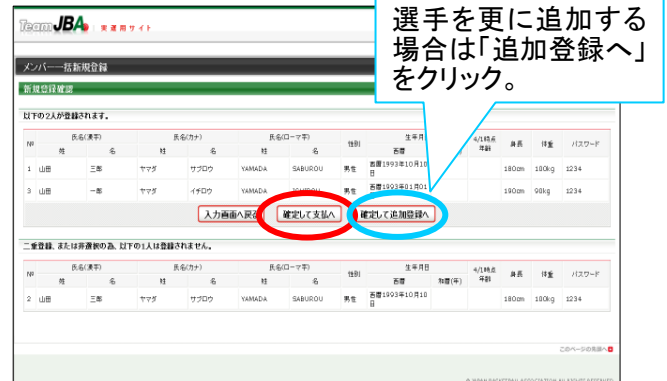 選手を更に追加する
場合は「追加登録へ」
をクリック。
Team JBA 実運用サイト
メンバー一括新規登録
新規登録確認
以下の2人が登録されます。
№ 氏名(漢字) 氏名(カナ) 氏名(ローマ字) 性別 生年月 4/1時点年齢 身長 体重 パスワード
姓 名 姓 名 姓 名 西暦
1 山田 三郎 ヤマダ サブロウ YAMADA SABUROU 男性 西暦1993年10月10日 180cm 100kg 1234
3 山田 一郎 ヤマダ イチロウ YAMADA 男性 西暦1993年01月01 190cm 90kg 1234
入力画面へ戻る 確定して支払へ 確定して追加登録へ
二重登録、または非選択の為、以下の1人は登録されません。
№ 氏名(漢字) 氏名(カナ) 氏名(ローマ字) 性別 生年月日 4/1時点年齢 身長 体重 パスワード
姓 名 姓 名 姓 名 西暦 和暦(年)
2 山田 三郎 ヤマダ サブロウ YAMADA SABUROU 男性 西暦1993年10月10日 180cm 100kg 1234
このページの先頭へ